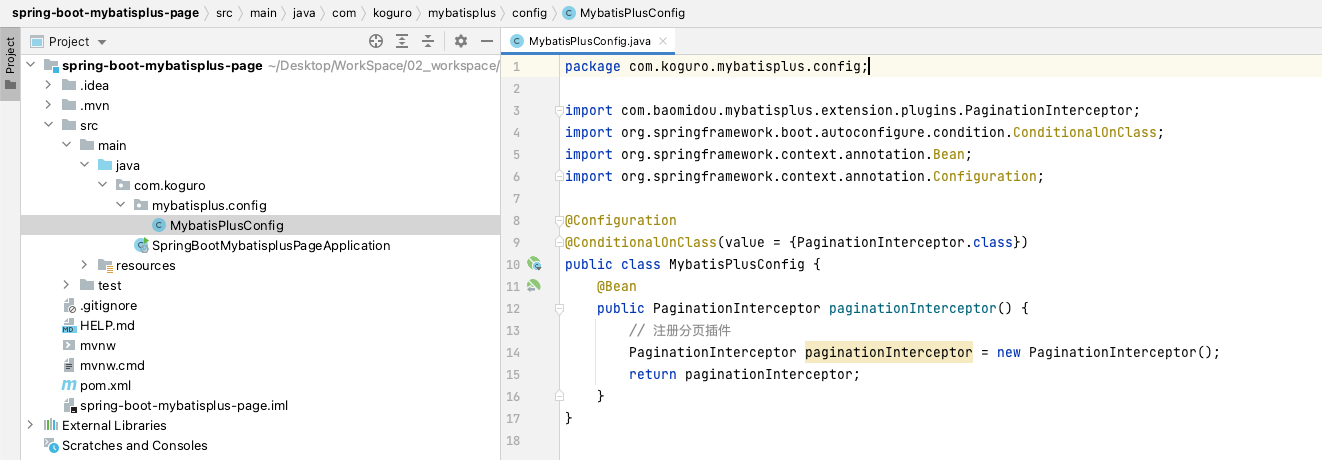 spring-boot-mybatisplus-page src main java com koguro mybatisplus config MybatisPlusConfig
Project
Project
spring-boot-mybatisplus-page ~/Desktop/WorkSpace/02_workspace/
.idea
.mvn
src
main
java
com.koguro
mybatisplus.config
MybatisPlusConfig
SpringBootMybatisplusPageApplication
resources
test
.gitignore
HELP.md
mvnw
mvnw.cmd
pom.xml
spring-boot-mybatisplus-page.iml
External Libraries
Scratches and Consoles
MybatisPlusConfig.java
1 package com.koguro.mybatisplus.config;
2
3 import com.baomidou.mybatisplus.extension.plugins.PaginationInterceptor;
4 import org.springframework.boot.autoconfigure.condition.ConditionalOnClass;
5 import org.springframework.context.annotation.Bean;
6 import org.springframework.context.annotation.Configuration;
7
8 @Configuration
9 @ConditionalOnClass(value = {PaginationInterceptor.class})
10 public class MybatisPlusConfig {
11 @Bean
12 public PaginationInterceptor paginationInterceptor() {
13 // 注册分页插件
14 PaginationInterceptor paginationInterceptor = new PaginationInterceptor();
15 return paginationInterceptor;
16 }
17 }
18